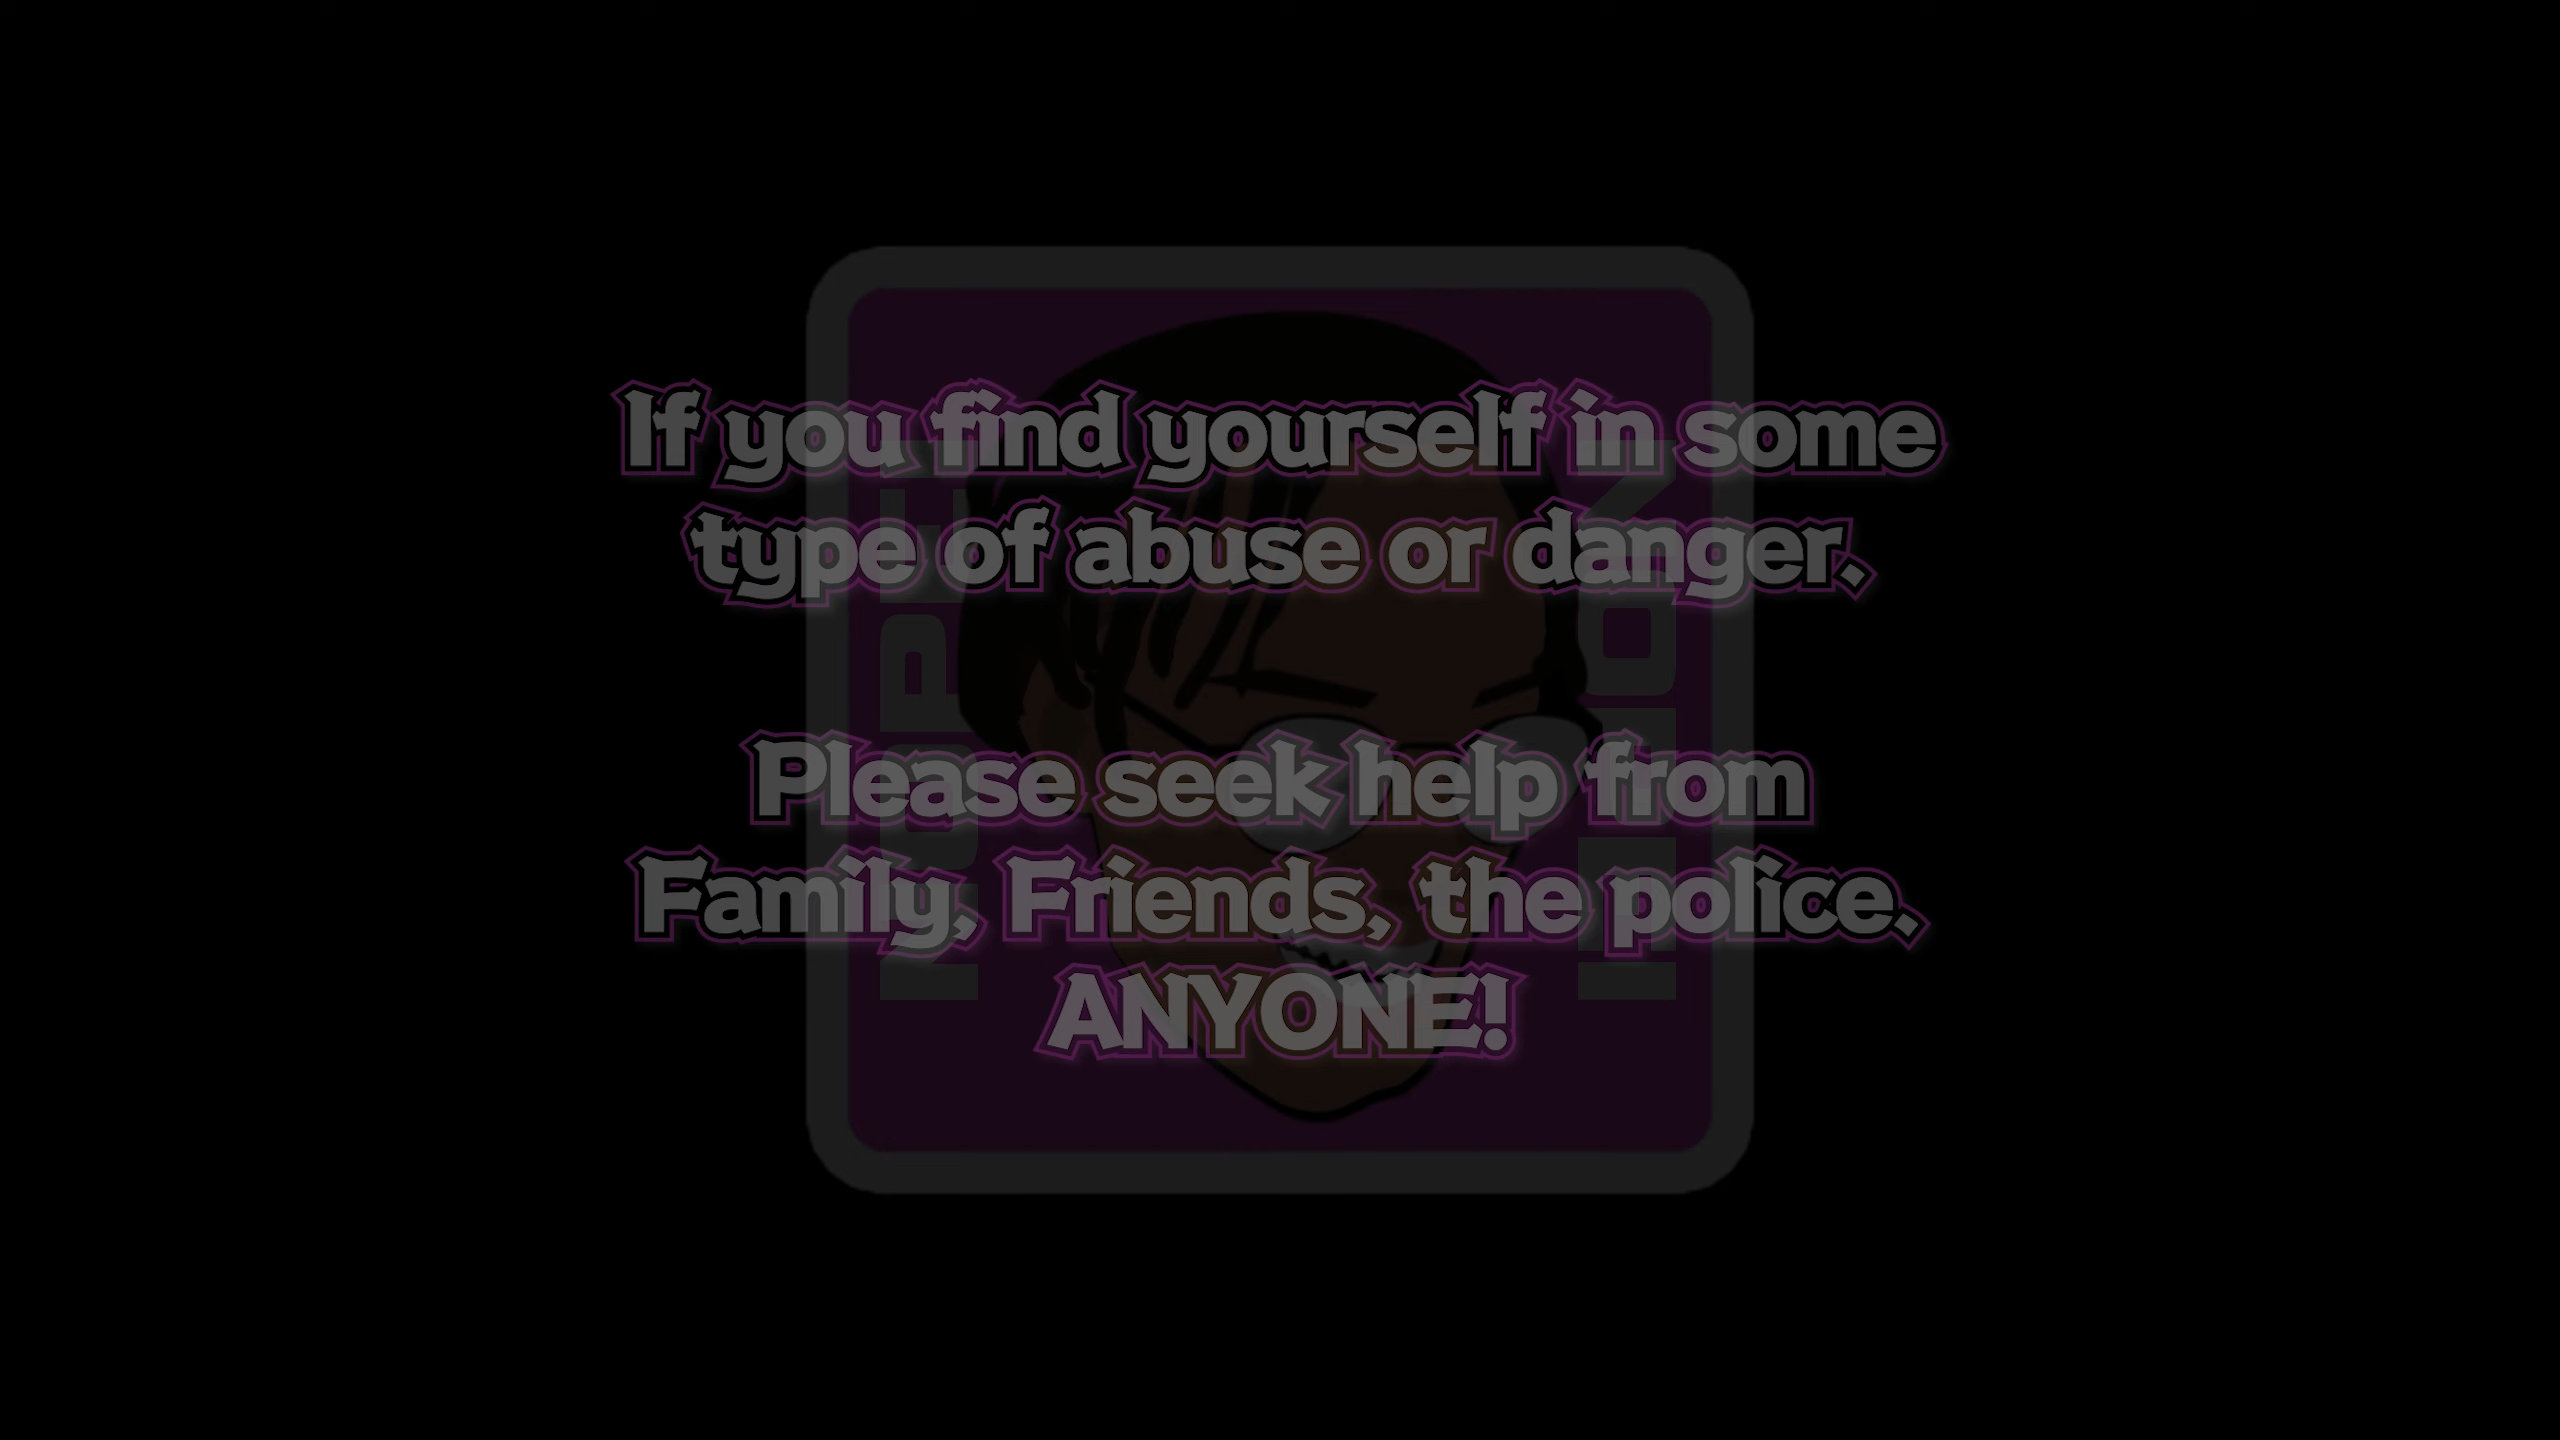 If you find yourself in some
type of abuse or danger.
Please seek help from
Family, Friends, the police.
ANYONE!